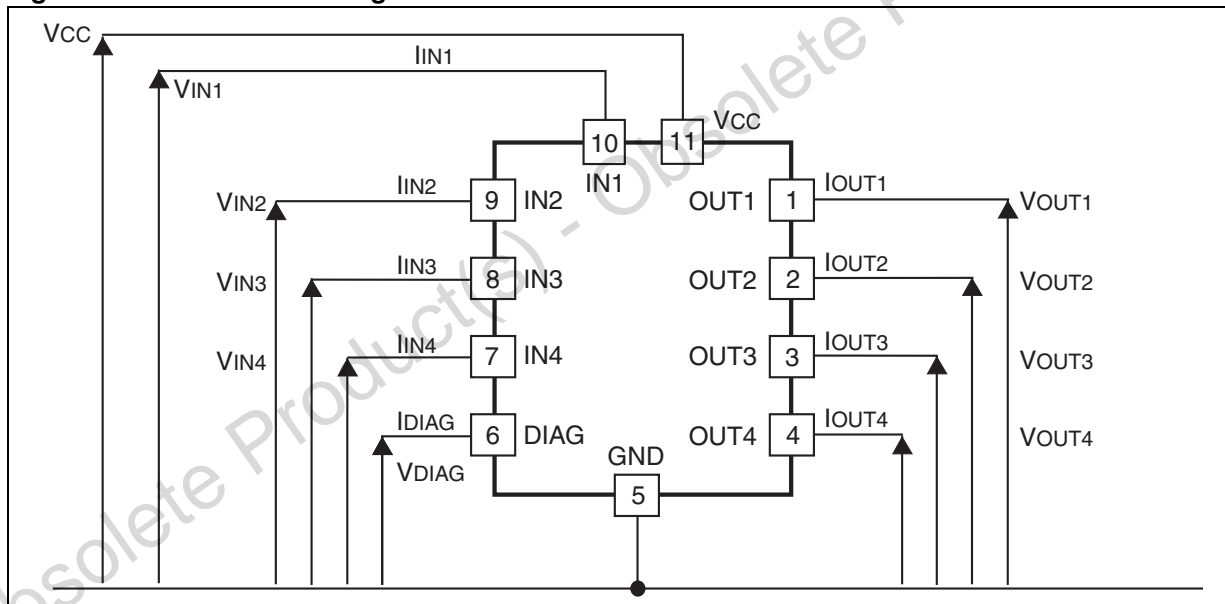 VCC
IIN1
VIN1
VCC
10
11
IN1
VIN2
IIN2
9
IN2
OUT1
1
IOUT1
VOUT1
VIN3
IIN3
8
IN3
OUT2
2
IOUT2
VOUT2
VIN4
IIN4
7
IN4
OUT3
3
IOUT3
VOUT3
IDIAG
6
DIAG
OUT4
4
IOUT4
VOUT4
VDIAG
GND
5
Obsolete Product(s) - Obsolete